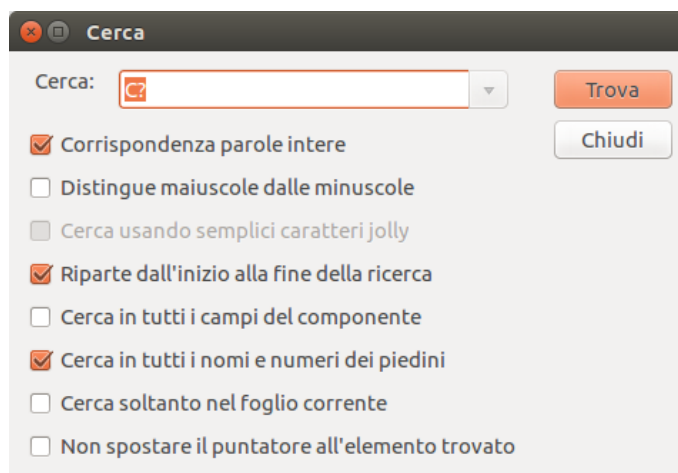 Cerca
Cerca: C? Trova
Chiudi
Corrispondenza parole intere
Distingue maiuscole dalle minuscole
Cerca usando semplici caratteri jolly
Riparte dall'inizio alla fine della ricerca
Cerca in tutti i campi del componente
Cerca in tutti i nomi e numeri dei piedini
Cerca soltanto nel foglio corrente
Non spostare il puntatore all'elemento trovato